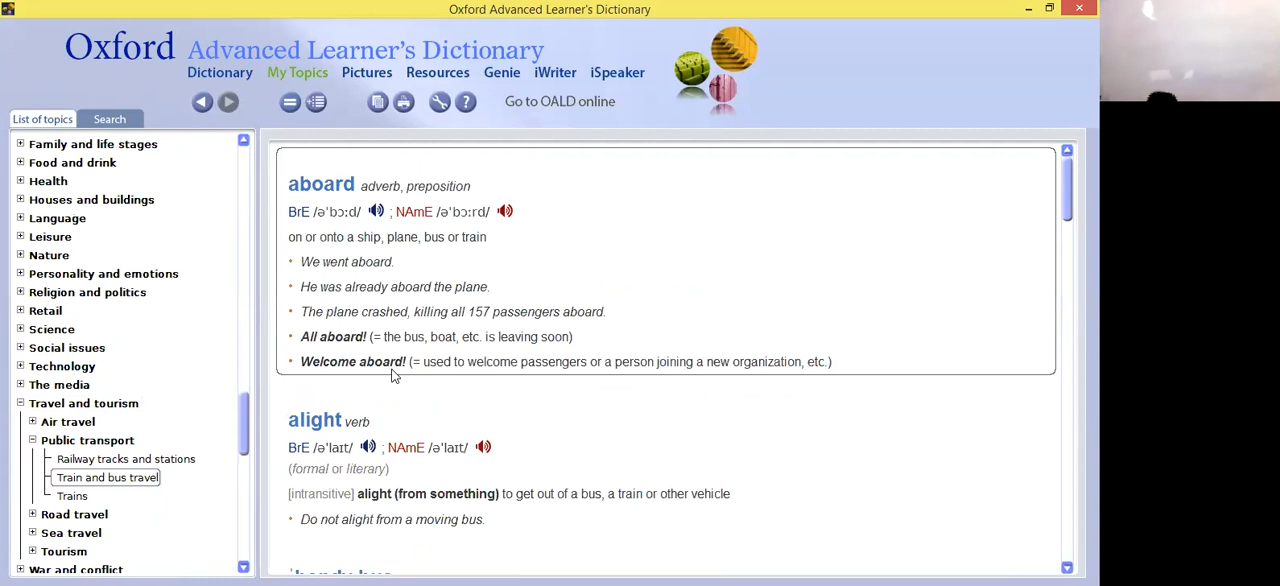 Oxford Advanced Learner's Dictionary
Oxford Advanced Learner's Dictionary
Dictionary My Topics Pictures Resources Genie iWriter iSpeaker
? Go to OALD online
List of topics Search
Family and life stages
Food and drink
Health
Houses and buildings
Language
Leisure
Nature
Personality and emotions
Religion and politics
Retail
Science
Social issues
Technology
The media
Travel and tourism
Air travel
Public transport
Railway tracks and stations
Train and bus travel
Trains
Road travel
Sea travel
Tourism
War and conflict
aboard adverb, preposition
BrE /əˈbɔːd/ ; NAmE /əˈbɔːrd/
on or onto a ship, plane, bus or train
• We went aboard.
• He was already aboard the plane.
• The plane crashed, killing all 157 passengers aboard.
• All aboard! (= the bus, boat, etc. is leaving soon)
• Welcome aboard! (= used to welcome passengers or a person joining a new organization, etc.)
alight verb
BrE /əˈlaɪt/ ; NAmE /əˈlaɪt/
(formal or literary)
[intransitive] alight (from something) to get out of a bus, a train or other vehicle
• Do not alight from a moving bus.